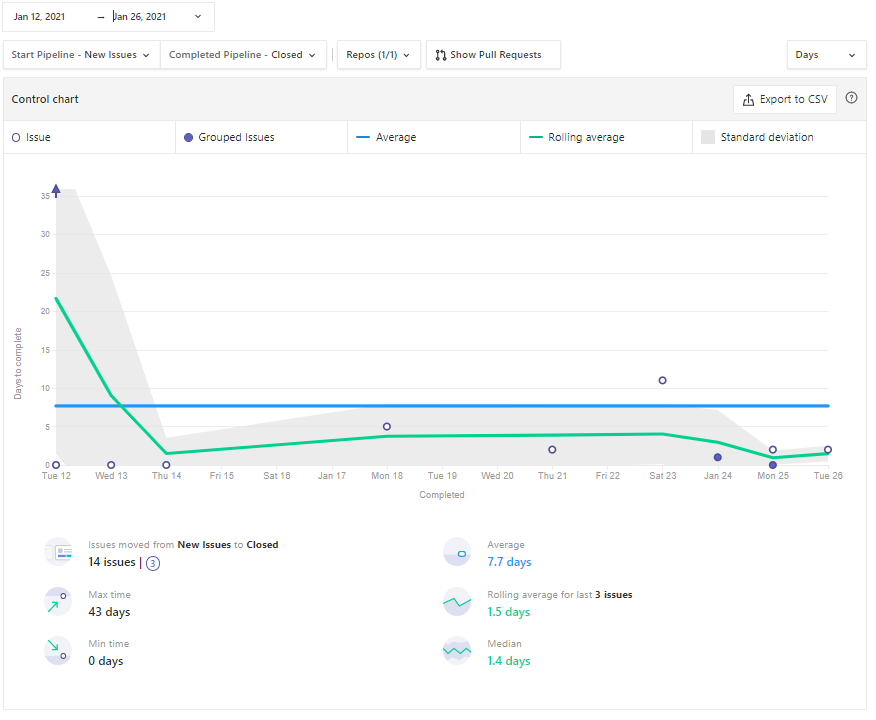 Jan 12, 2021 → Jan 26, 2021
Start Pipeline - New Issues Completed Pipeline - Closed Repos (1/1) Show Pull Requests Days
Control chart Export to CSV ?
Issue Grouped Issues Average Rolling average Standard deviation
35
30
25
20
15
10
5
0
Days to complete
Tue 12 Wed 13 Thu 14 Fri 15 Sat 16 Jan 17 Mon 18 Tue 19 Wed 20 Thu 21 Fri 22 Sat 23 Jan 24 Mon 25 Tue 26
Completed
Issues moved from New Issues to Closed
14 issues | 3
Average
7.7 days
Max time
43 days
Rolling average for last 3 issues
1.5 days
Min time
0 days
Median
1.4 days